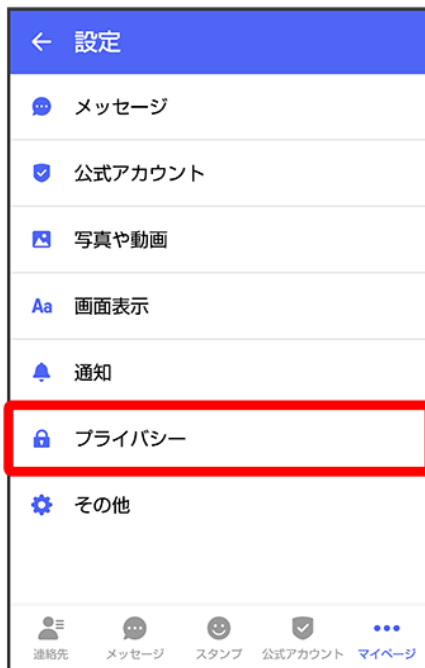 設定
メッセージ
公式アカウント
写真や動画
Aa 画面表示
通知
プライバシー
その他
連絡先 メッセージ スタンプ 公式アカウント マイページ